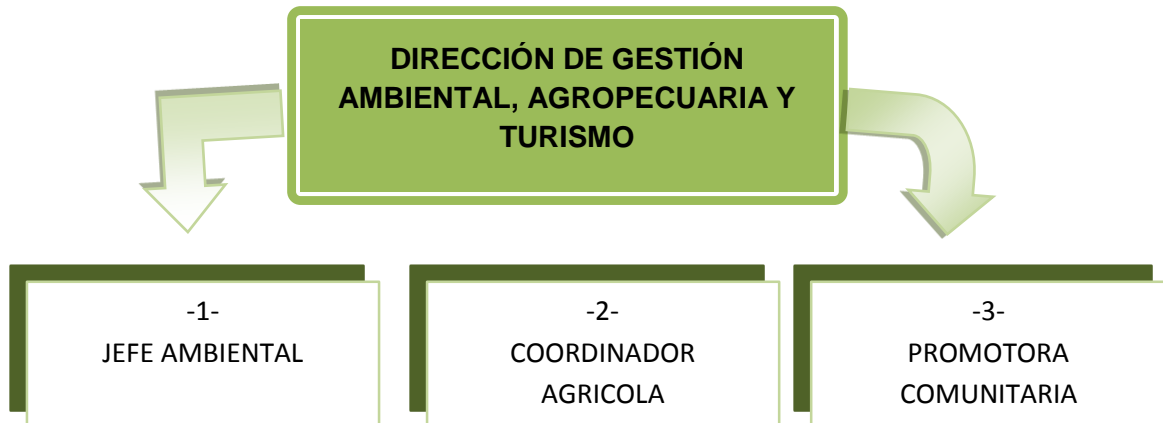 DIRECCIÓN DE GESTIÓN
AMBIENTAL, AGROPECUARIA Y
TURISMO
-1-
JEFE AMBIENTAL
-2-
COORDINADOR
AGRICOLA
-3-
PROMOTORA
COMUNITARIA